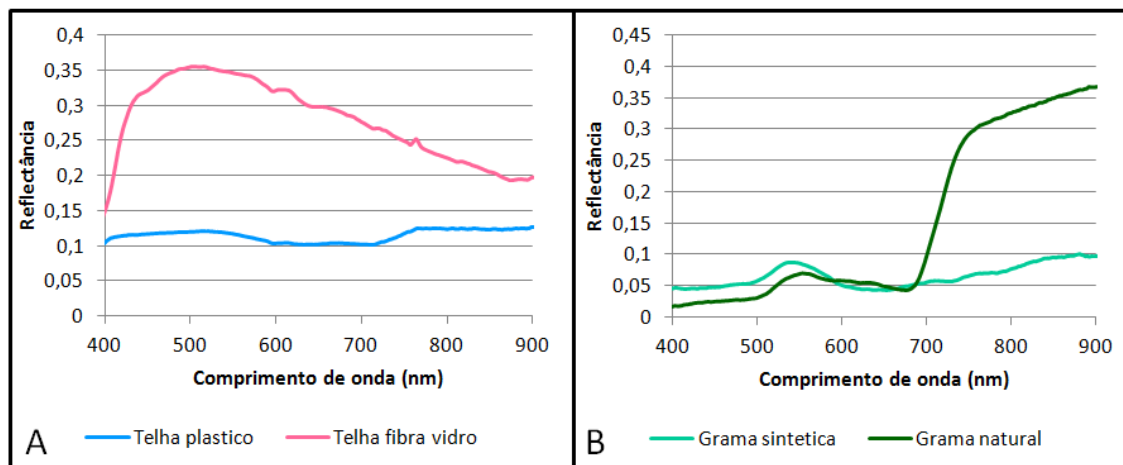 0,4
0,35
0,3
0,25
0,2
0,15
0,1
0,05
0
Reflectância
400 500 600 700 800 900
Comprimento de onda (nm)
A
Telha plastico
Telha fibra vidro
0,45
0,4
0,35
0,3
0,25
0,2
0,15
0,1
0,05
0
Reflectância
400 500 600 700 800 900
Comprimento de onda (nm)
B
Grama sintetica
Grama natural